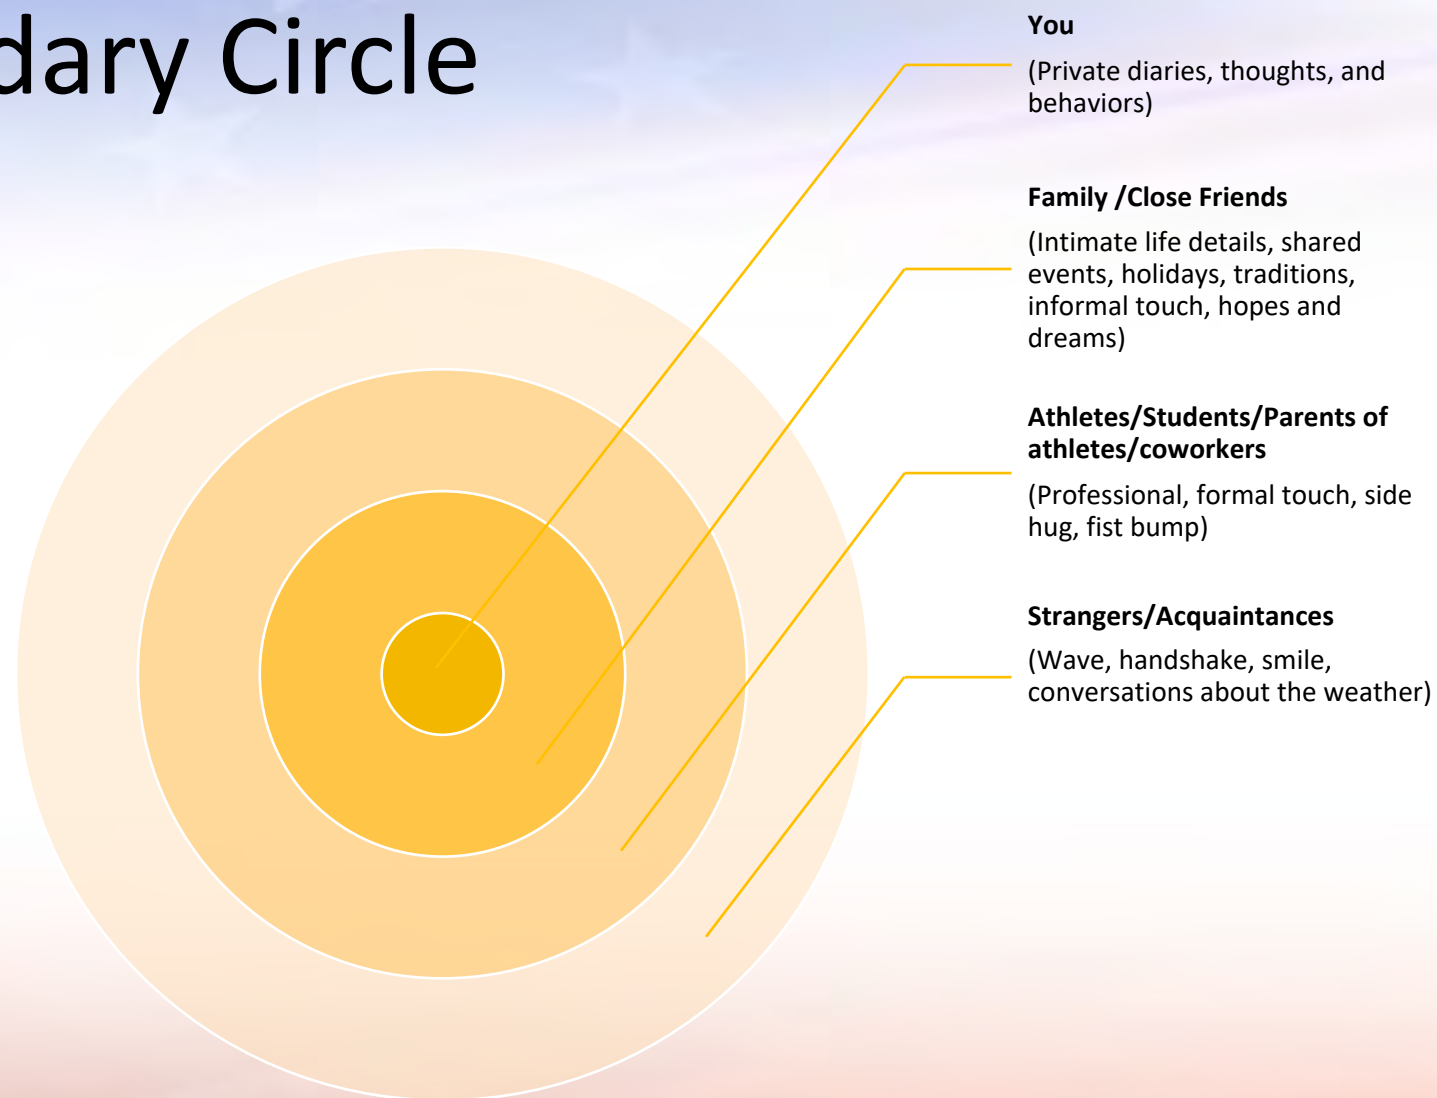 dary Circle
You
(Private diaries, thoughts, and
behaviors)
Family /Close Friends
(Intimate life details, shared
events, holidays, traditions,
informal touch, hopes and
dreams)
Athletes/Students/Parents of
athletes/coworkers
(Professional, formal touch, side
hug, fist bump)
Strangers/Acquaintances
(Wave, handshake, smile,
conversations about the weather)